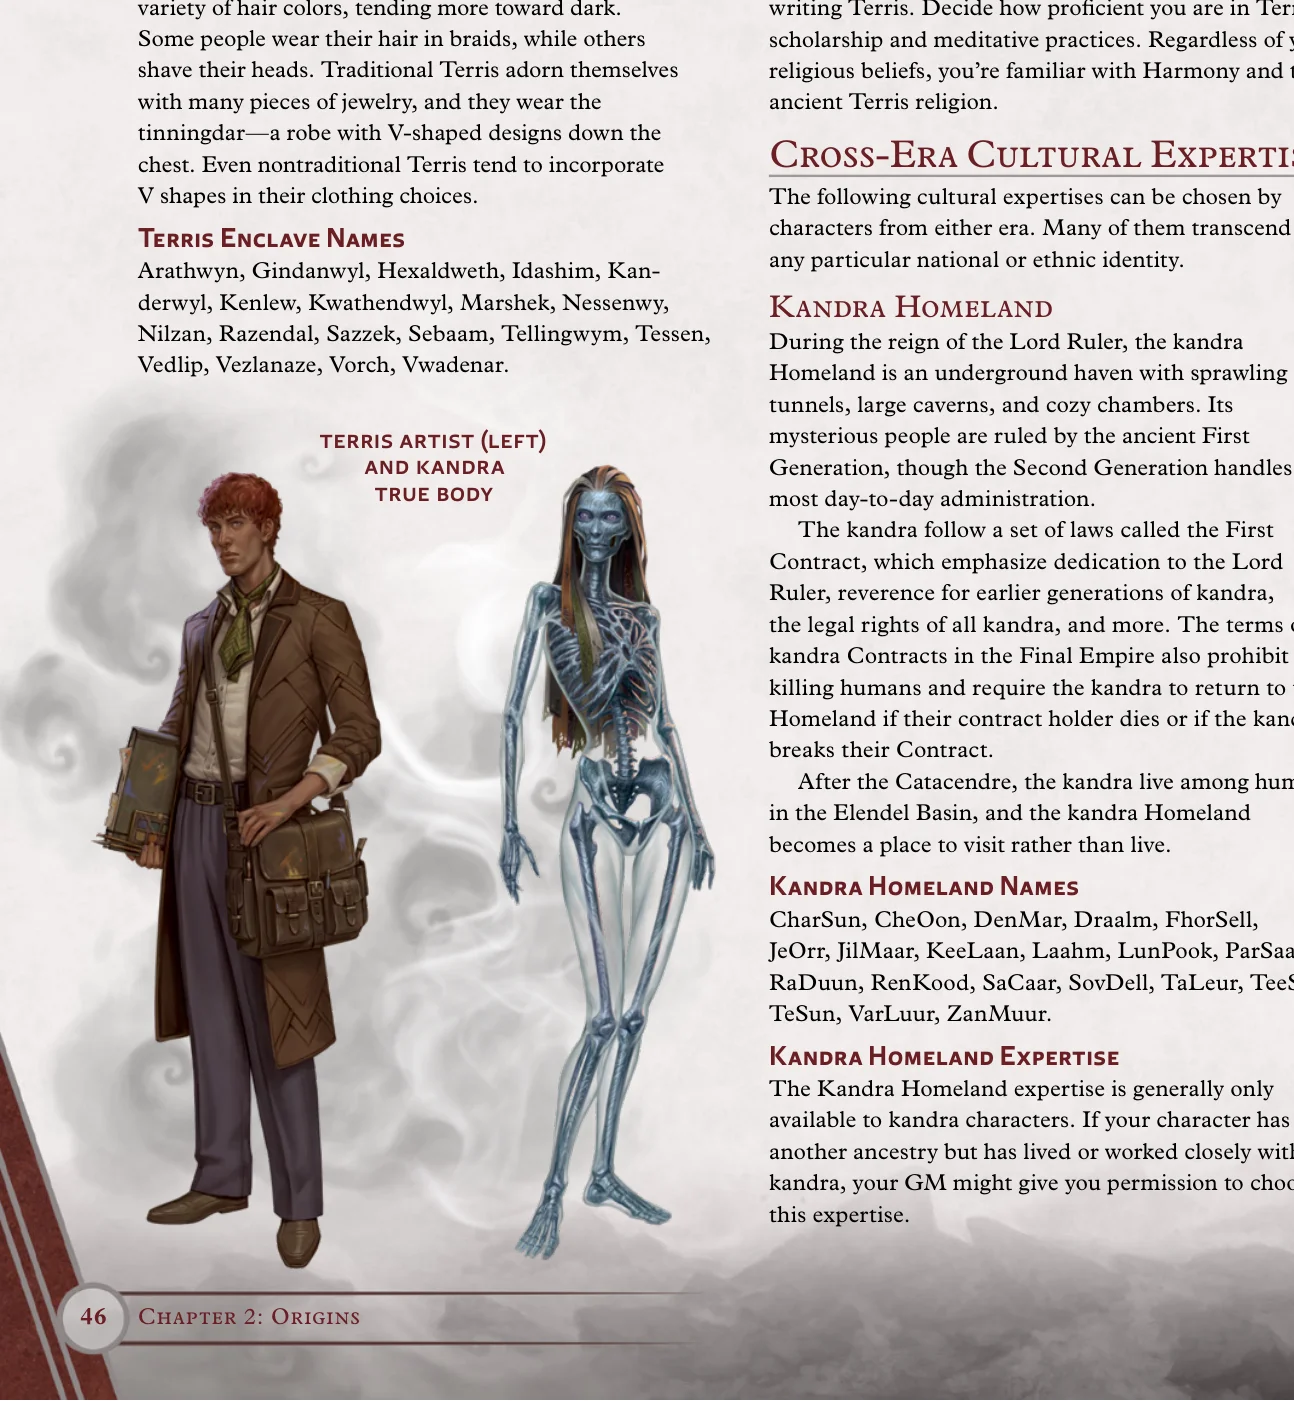 variety of hair colors, tending more toward dark.
Some people wear their hair in braids, while others
shave their heads. Traditional Terris adorn themselves
with many pieces of jewelry, and they wear the
tinningdar—a robe with V-shaped designs down the
chest. Even nontraditional Terris tend to incorporate
V shapes in their clothing choices.
Terris Enclave Names
Arathwyn, Gindanwyl, Hexaldweth, Idashim, Kan-
derwyl, Kenlew, Kwathendwyl, Marshek, Nessenwy,
Nilzan, Razendal, Sazzek, Sebaam, Tellingwym, Tessen,
Vedlip, Vezlanaze, Vorch, Vwadenar.
TERRIS ARTIST (LEFT)
AND KANDRA
TRUE BODY
46 Chapter 2: Origins
writing Terris. Decide how proficient you are in
scholarship and meditative practices. Regardless of
religious beliefs, you're familiar with Harmony and
ancient Terris religion.
Cross-Era Cultural
The following cultural expertises can be chosen by
characters from either era. Many of them transcend
any particular national or ethnic identity.
Kandra Homeland
During the reign of the Lord Ruler, the kandra
Homeland is an underground haven with sprawling
tunnels, large caverns, and cozy chambers. Its
mysterious people are ruled by the ancient First
Generation, though the Second Generation handles
most day-to-day administration.
The kandra follow a set of laws called the First
Contract, which emphasize dedication to the Lord
Ruler, reverence for earlier generations of kandra,
the legal rights of all kandra, and more. The terms
kandra Contracts in the Final Empire also prohibit
killing humans and require the kandra to return to
Homeland if their contract holder dies or if the
breaks their Contract.
After the Catacendre, the kandra live among
in the Elendel Basin, and the kandra Homeland
becomes a place to visit rather than live.
Kandra Homeland Names
CharSun, CheOon, DenMar, Draalm, FhorSell,
JeOrr, JilMaar, KeeLaan, Laahm, LunPook,
RaDuun, RenKood, SaCaar, SovDell, TaLeur,
TeSun, VarLuur, ZanMuur.
Kandra Homeland Expertise
The Kandra Homeland expertise is generally only
available to kandra characters. If your character has
another ancestry but has lived or worked closely
kandra, your GM might give you permission to
this expertise.